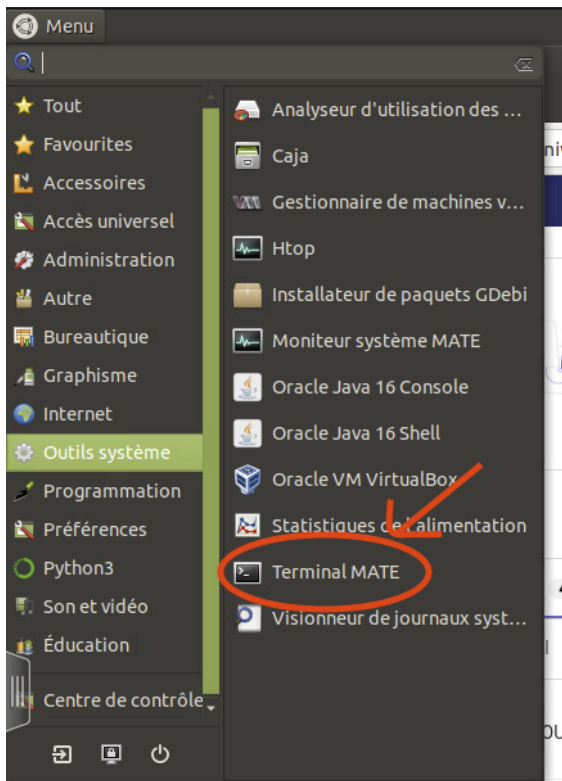 Menu
Tout
Favourites
Accessoires
Accès universel
Administration
Autre
Bureautique
Graphisme
Internet
Outils système
Programmation
Préférences
Python3
Son et vidéo
Éducation
Centre de contrôle
Analyseur d'utilisation des ...
Caja
Gestionnaire de machines v...
Htop
Installateur de paquets GDebi
Moniteur système MATE
Oracle Java 16 Console
Oracle Java 16 Shell
Oracle VM VirtualBox
Statistiques de l'alimentation
Terminal MATE
Visionneur de journaux syst...